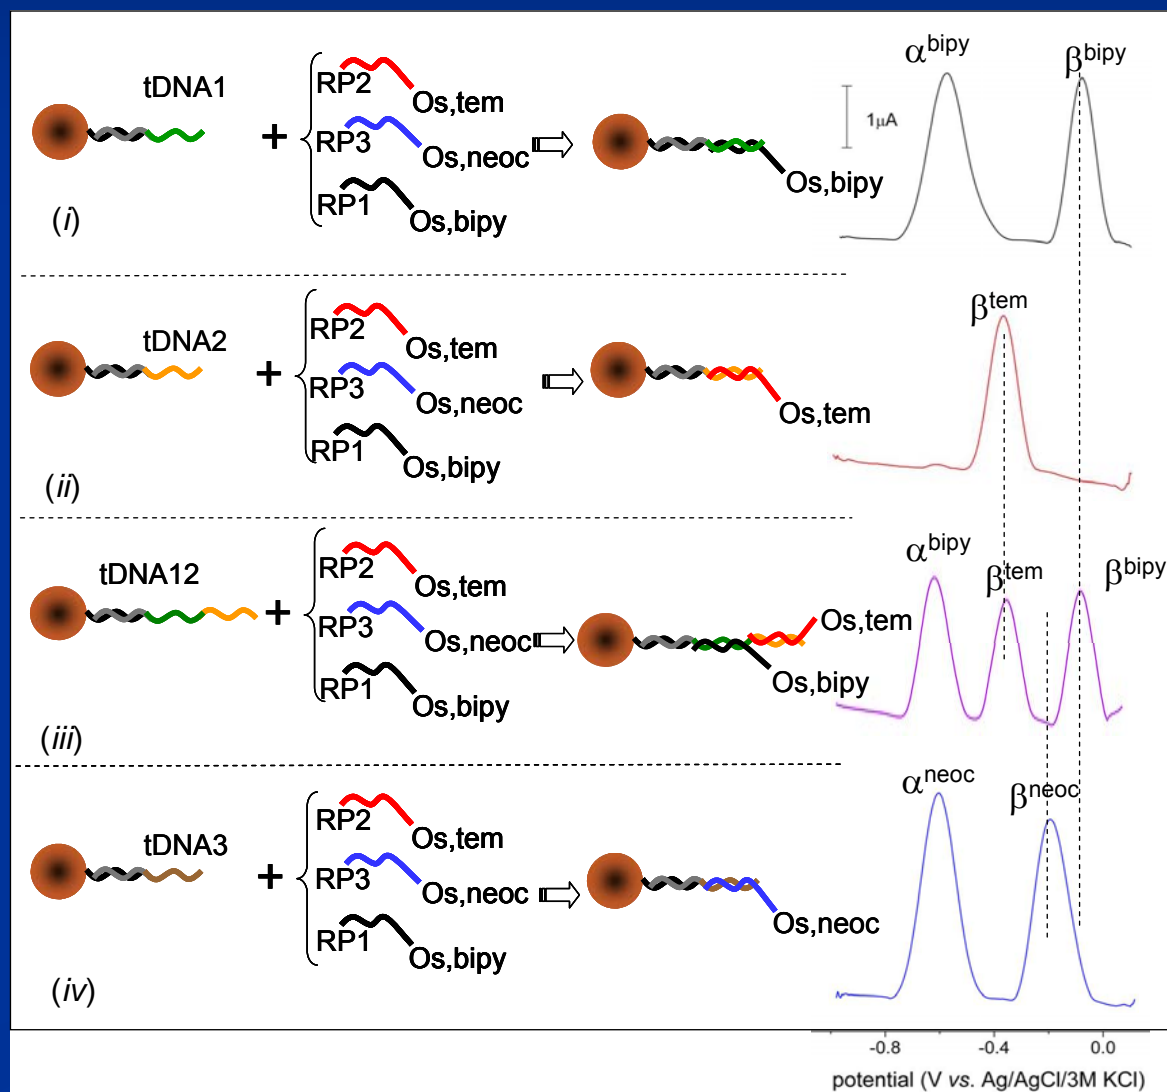 tDNA1
+
RP2
Os,tem
RP3
Os,neoc
RP1
Os,bipy
Os,bipy
(i)
α^bipy
β^bipy
1μA
tDNA2
+
RP2
Os,tem
RP3
Os,neoc
RP1
Os,bipy
Os,tem
(ii)
β^tem
tDNA12
+
RP2
Os,tem
RP3
Os,neoc
RP1
Os,bipy
Os,tem
Os,bipy
(iii)
α^bipy
β^tem
β^bipy
tDNA3
+
RP2
Os,tem
RP3
Os,neoc
RP1
Os,bipy
Os,neoc
(iv)
α^neoc
β^neoc
-0.8 -0.4 0.0
potential (V vs. Ag/AgCl/3M KCl)